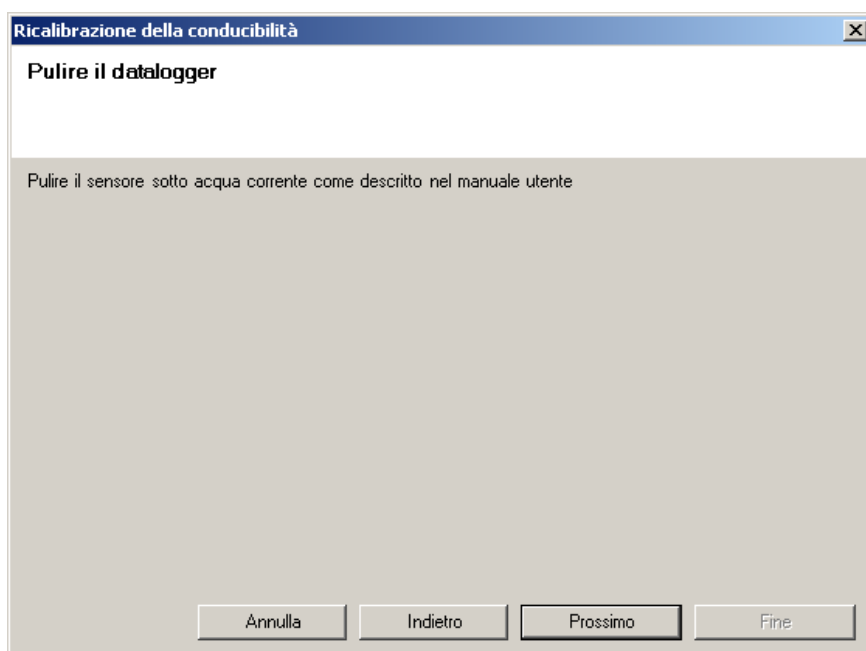 Ricalibrazione della conducibilità
Pulire il datalogger
Pulire il sensore sotto acqua corrente come descritto nel manuale utente
Annulla
Indietro
Prossimo
Fine